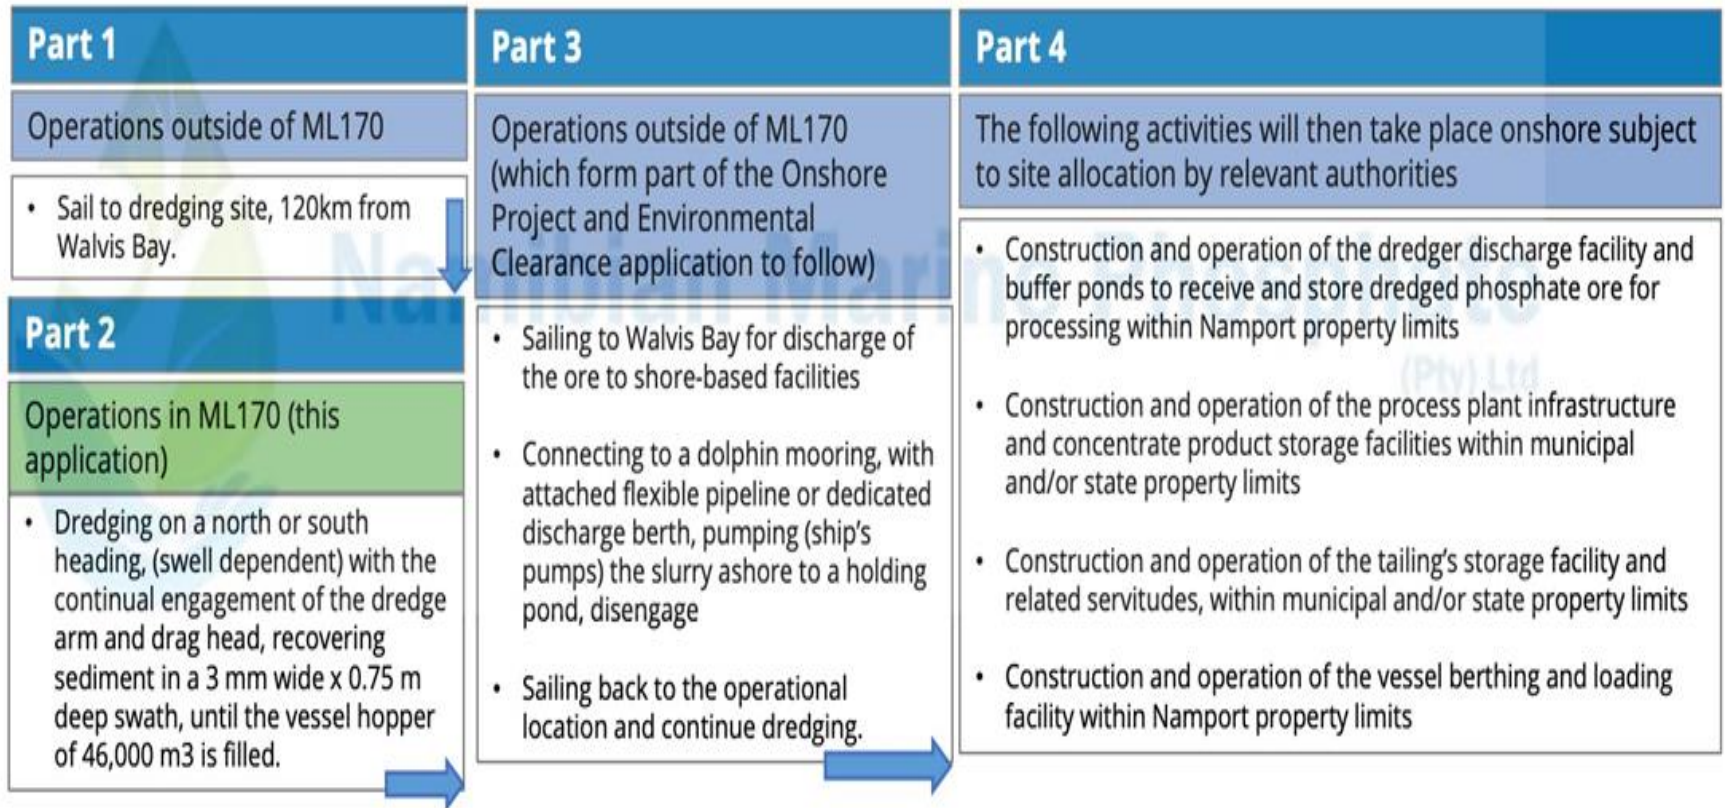 Part 1
Operations outside of ML170
• Sail to dredging site, 120km from
Walvis Bay.
Part 2
Operations in ML170 (this
application)
• Dredging on a north or south
heading, (swell dependent) with the
continual engagement of the dredge
arm and drag head, recovering
sediment in a 3 mm wide x 0.75 m
deep swath, until the vessel hopper
of 46,000 m3 is filled.
Part 3
Operations outside of ML170
(which form part of the Onshore
Project and Environmental
Clearance application to follow)
• Sailing to Walvis Bay for discharge of
the ore to shore-based facilities
• Connecting to a dolphin mooring, with
attached flexible pipeline or dedicated
discharge berth, pumping (ship's
pumps) the slurry ashore to a holding
pond, disengage
• Sailing back to the operational
location and continue dredging.
Part 4
The following activities will then take place onshore subject
to site allocation by relevant authorities
• Construction and operation of the dredger discharge facility and
buffer ponds to receive and store dredged phosphate ore for
processing within Namport property limits
• Construction and operation of the process plant infrastructure
and concentrate product storage facilities within municipal
and/or state property limits
• Construction and operation of the tailing's storage facility and
related servitudes, within municipal and/or state property limits
• Construction and operation of the vessel berthing and loading
facility within Namport property limits
Namibian Marine Phosphate
(Pty) Ltd